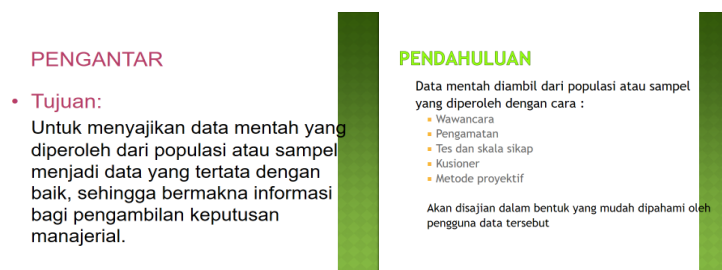 PENGANTAR
• Tujuan:
Untuk menyajikan data mentah yang
diperoleh dari populasi atau sampel
menjadi data yang tertata dengan
baik, sehingga bermakna informasi
bagi pengambilan keputusan
manajerial.
PENDAHULUAN
Data mentah diambil dari populasi atau sampel
yang diperoleh dengan cara :
▪ Wawancara
▪ Pengamatan
▪ Tes dan skala sikap
▪ Kusioner
▪ Metode proyektif
Akan disajian dalam bentuk yang mudah dipahami oleh
pengguna data tersebut